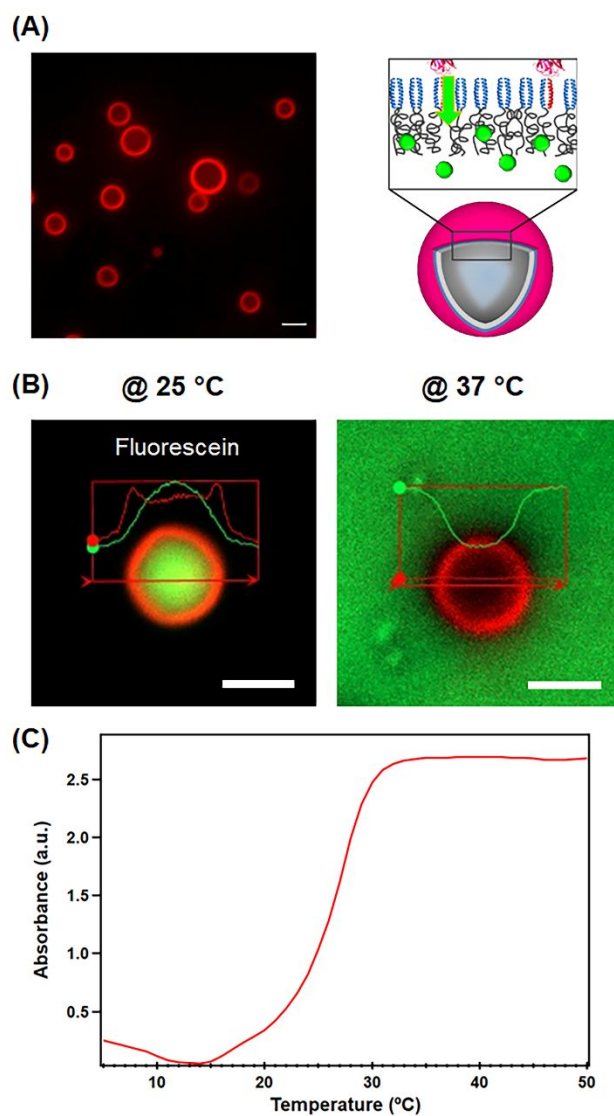 (A)
(B)
@ 25 °C
@ 37 °C
Fluorescein
(C)
Absorbance (a.u.)
2.5
2.0
1.5
1.0
0.5
10
20
30
40
50
Temperature (ºC)